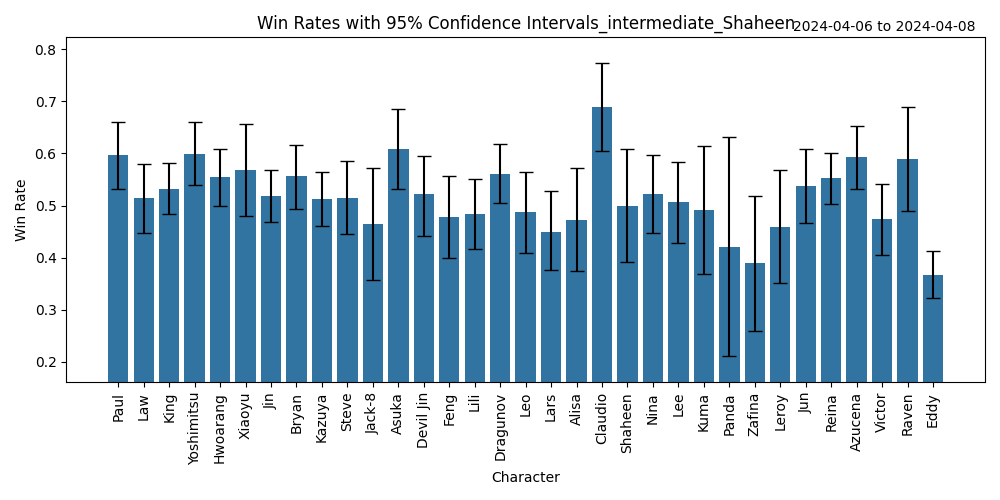 Win Rates with 95% Confidence Intervals_intermediate_Shaheen
2024-04-06 to 2024-04-08
Win Rate
0.8
0.7
0.6
0.5
0.4
0.3
0.2
Paul
Law
King
Yoshimitsu
Hwoarang
Xiaoyu
Jin
Bryan
Kazuya
Steve
Jack-8
Asuka
Devil Jin
Feng
Lili
Dragunov
Leo
Lars
Alisa
Claudio
Shaheen
Nina
Lee
Kuma
Panda
Zafina
Leroy
Jun
Reina
Azucena
Victor
Raven
Eddy
Character